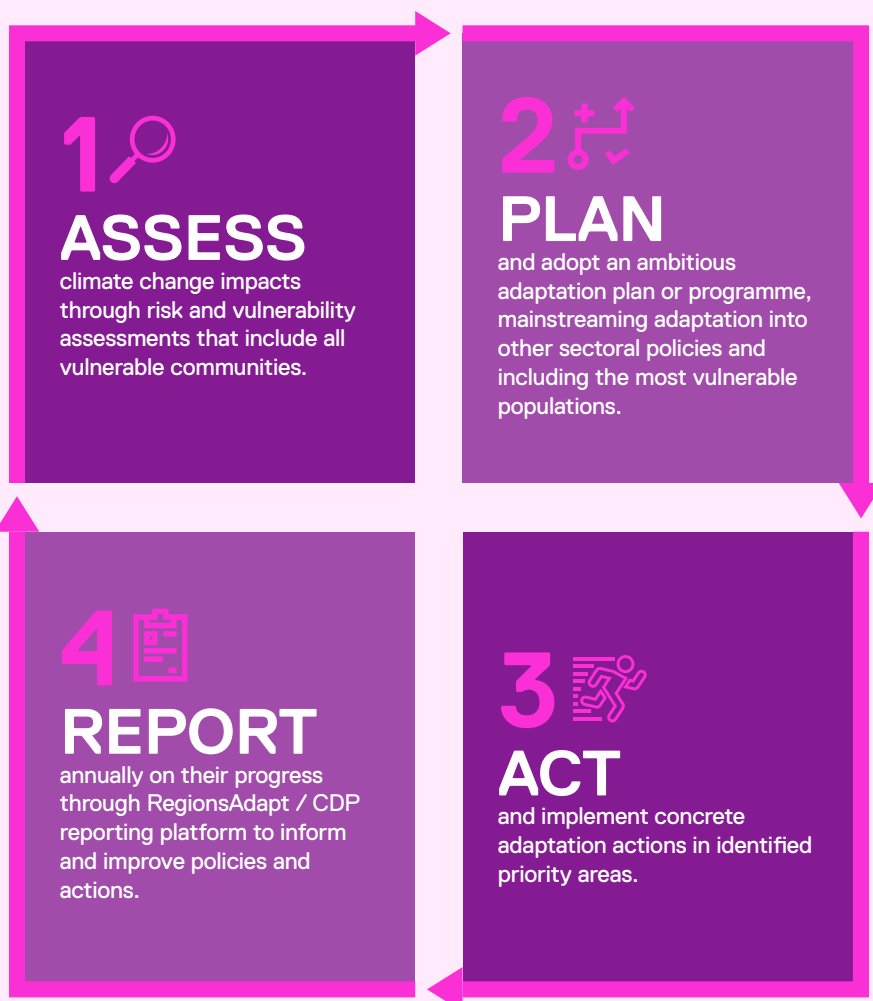 1
ASSESS
climate change impacts
through risk and vulnerability
assessments that include all
vulnerable communities.
2
PLAN
and adopt an ambitious
adaptation plan or programme,
mainstreaming adaptation into
other sectoral policies and
including the most vulnerable
populations.
3
ACT
and implement concrete
adaptation actions in identified
priority areas.
4
REPORT
annually on their progress
through RegionsAdapt / CDP
reporting platform to inform
and improve policies and
actions.